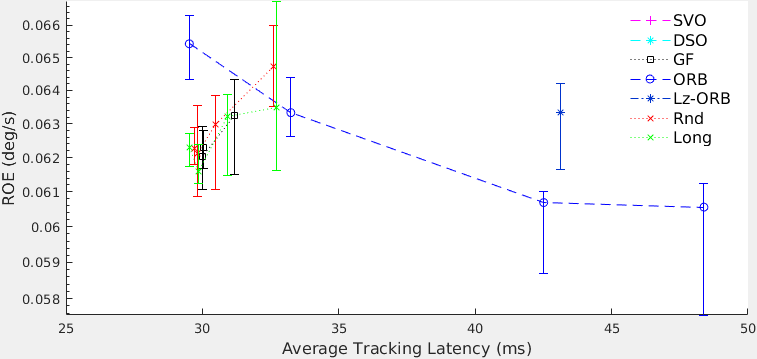 0.066
0.065
0.064
0.063
0.062
0.061
0.06
0.059
0.058
ROE (deg/s)
SVO
DSO
GF
ORB
Lz-ORB
Rnd
Long
25 30 35 40 45 50
Average Tracking Latency (ms)